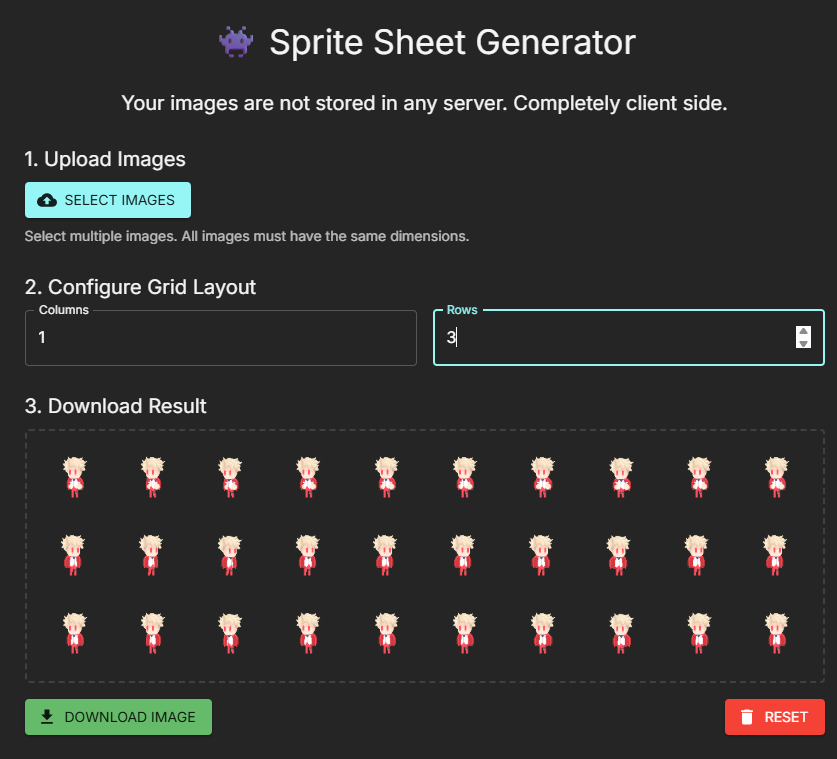 Sprite Sheet Generator
Your images are not stored in any server. Completely client side.
1. Upload Images
SELECT IMAGES
Select multiple images. All images must have the same dimensions.
2. Configure Grid Layout
Columns
1
Rows
3
3. Download Result
DOWNLOAD IMAGE
RESET